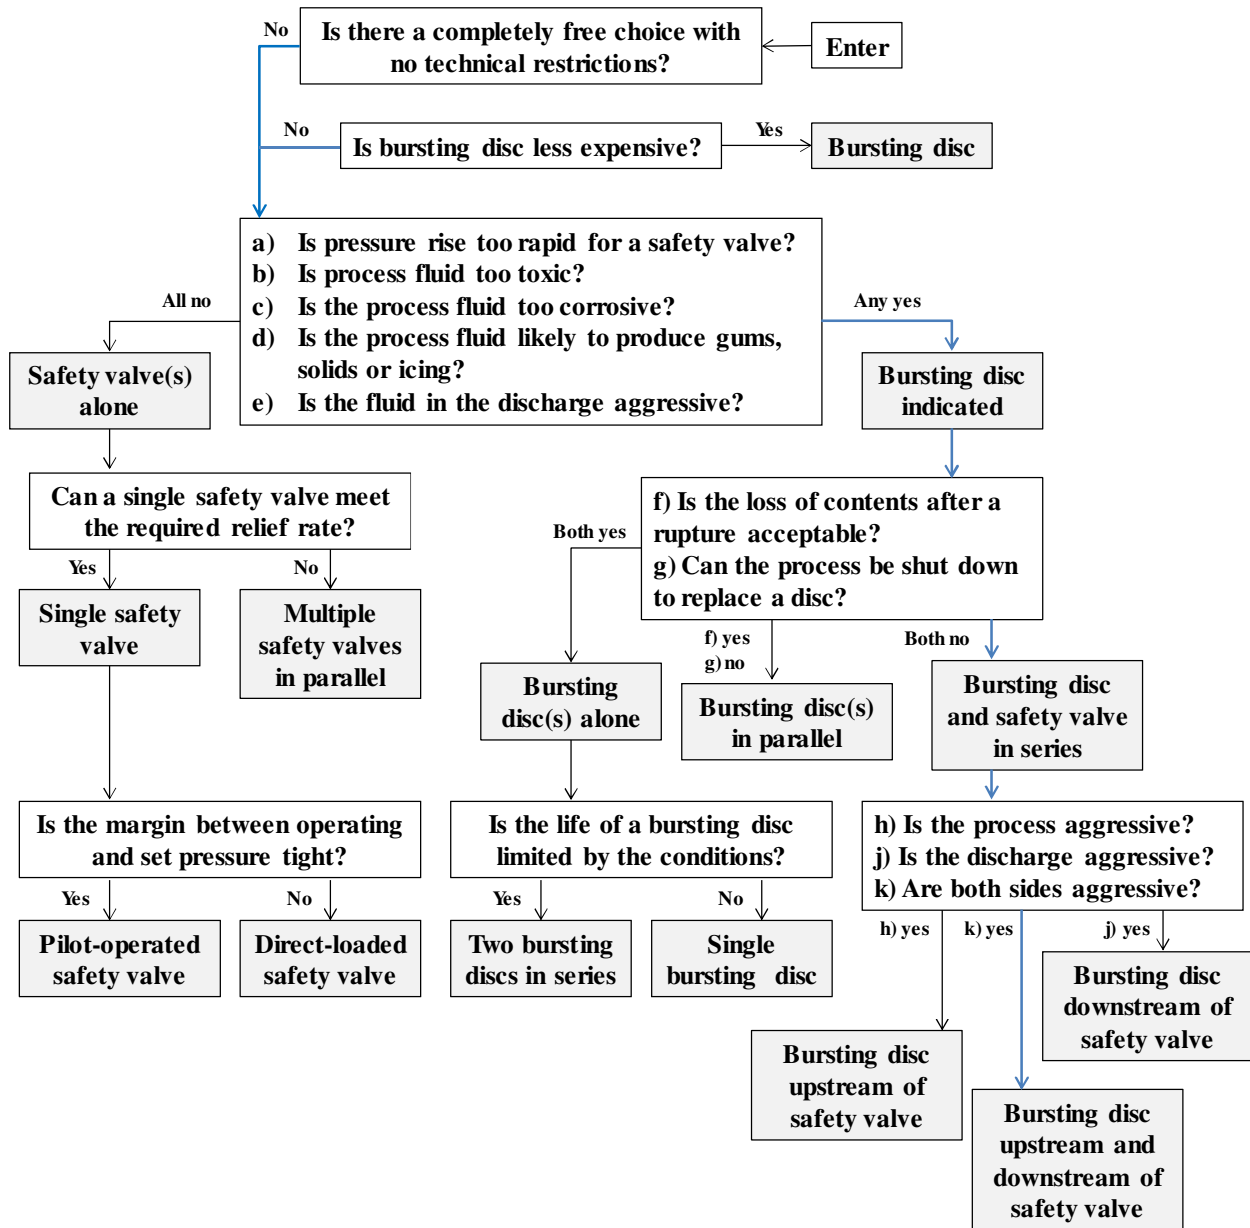 No
Is there a completely free choice with
no technical restrictions?
Enter
No
Is bursting disc less expensive?
Yes
Bursting disc
a) Is pressure rise too rapid for a safety valve?
b) Is process fluid too toxic?
c) Is the process fluid too corrosive?
d) Is the process fluid likely to produce gums,
solids or icing?
e) Is the fluid in the discharge aggressive?
All no
Any yes
Safety valve(s)
alone
Bursting disc
indicated
Can a single safety valve meet
the required relief rate?
f) Is the loss of contents after a
rupture acceptable?
g) Can the process be shut down
to replace a disc?
Both yes
Yes
No
Single safety
valve
Multiple
safety valves
in parallel
f) yes
g) no
Both no
Bursting
disc(s) alone
Bursting disc(s)
in parallel
Bursting disc
and safety valve
in series
Is the margin between operating
and set pressure tight?
Is the life of a bursting disc
limited by the conditions?
h) Is the process aggressive?
j) Is the discharge aggressive?
k) Are both sides aggressive?
Yes
No
Yes
No
h) yes
k) yes
j) yes
Pilot-operated
safety valve
Direct-loaded
safety valve
Two bursting
discs in series
Single
bursting disc
Bursting disc
downstream of
safety valve
Bursting disc
upstream of
safety valve
Bursting disc
upstream and
downstream of
safety valve